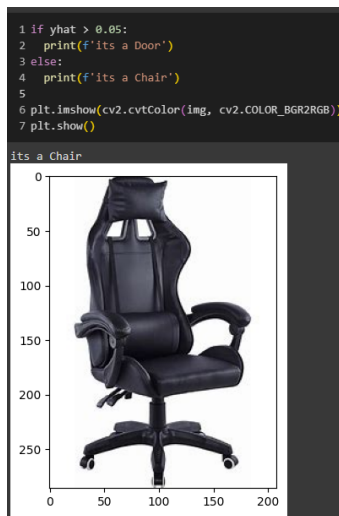 1 if yhat > 0.05:
2   print(f'its a Door')
3 else:
4   print(f'its a Chair')
5
6 plt.imshow(cv2.cvtColor(img, cv2.COLOR_BGR2RGB))
7 plt.show()
its a Chair
0
50
100
150
200
250
0 50 100 150 200